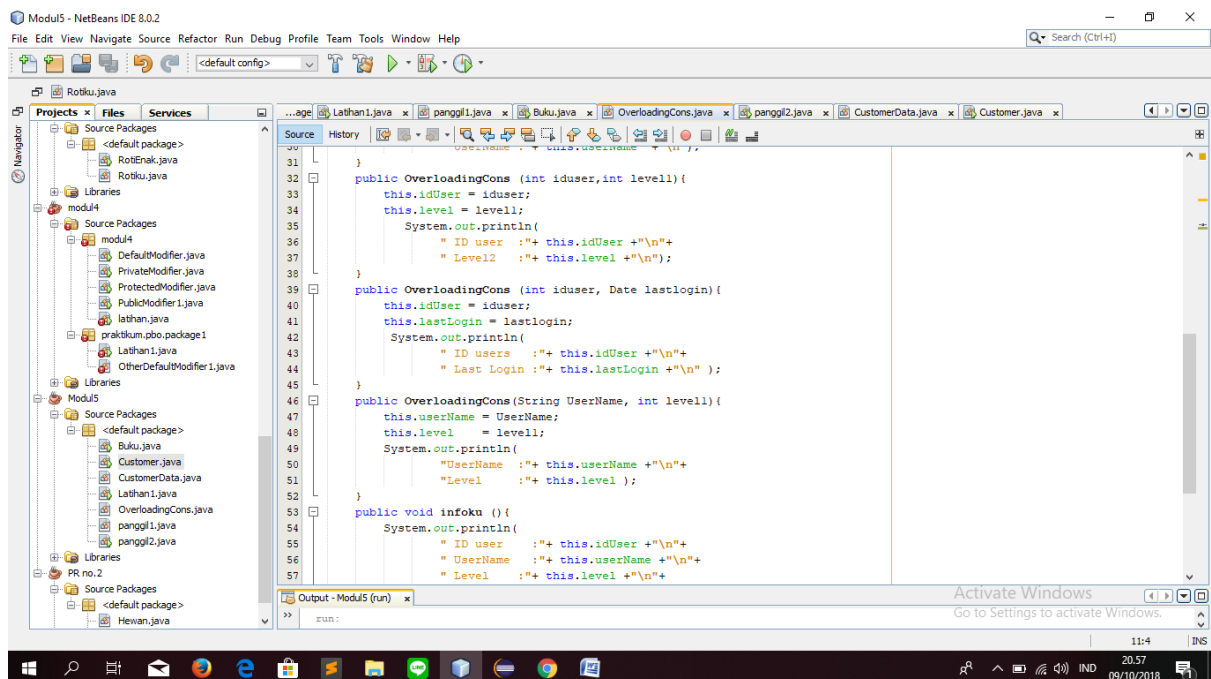 Modul5 - NetBeans IDE 8.0.2
File Edit View Navigate Source Refactor Run Debug Profile Team Tools Window Help
Search (Ctrl+I)
<default config>
Rotiku.java
Projects Files Services
Navigator
Source Packages
<default package>
RotiEnak.java
Rotiku.java
Libraries
modul4
Source Packages
modul4
DefaultModifier.java
PrivateModifier.java
ProtectedModifier.java
PublicModifier1.java
latihan.java
praktikum.pbo.package1
Latihan1.java
OtherDefaultModifier1.java
Libraries
Modul5
Source Packages
<default package>
Buku.java
Customer.java
CustomerData.java
Latihan1.java
OverloadingCons.java
panggil1.java
panggil2.java
Libraries
PR no.2
Source Packages
<default package>
Hewan.java
...age Latihan1.java panggil1.java Buku.java OverloadingCons.java panggil2.java CustomerData.java Customer.java
Source History
30 UserName : "+ this.userName +"\n");
31 }
32 public OverloadingCons (int iduser,int level1){
33 this.idUser = iduser;
34 this.level = level1;
35 System.out.println(
36 " ID user :"+ this.idUser +"\n"+
37 " Level2 :"+ this.level +"\n");
38 }
39 public OverloadingCons (int iduser, Date lastlogin){
40 this.idUser = iduser;
41 this.lastLogin = lastlogin;
42 System.out.println(
43 " ID users :"+ this.idUser +"\n"+
44 " Last Login :"+ this.lastLogin +"\n" );
45 }
46 public OverloadingCons(String UserName, int level1){
47 this.userName = UserName;
48 this.level = level1;
49 System.out.println(
50 "UserName :"+ this.userName +"\n"+
51 "Level :"+ this.level );
52 }
53 public void infoku (){
54 System.out.println(
55 " ID user :"+ this.idUser +"\n"+
56 " UserName :"+ this.userName +"\n"+
57 " Level :"+ this.level +"\n"+
Output - Modul5 (run)
run:
Activate Windows
Go to Settings to activate Windows.
11:4 INS
LINE
IND
20.57
09/10/2018